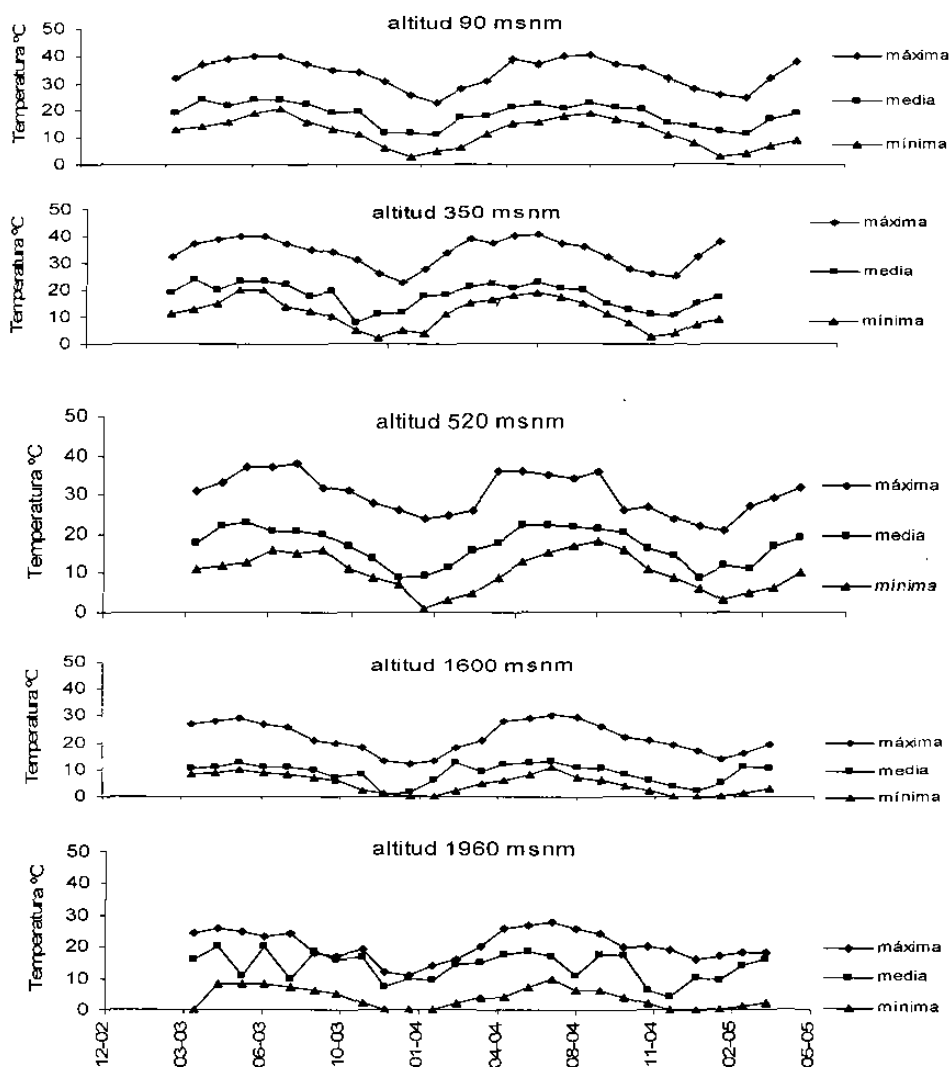 altitud 90 msnm
Temperatura ºC
50
40
30
20
10
0
máxima
media
mínima
altitud 350 msnm
Temperatura ºC
50
40
30
20
10
0
máxima
media
mínima
altitud 520 msnm
Temperatura ºC
50
40
30
20
10
0
máxima
media
mínima
altitud 1600 msnm
Temperatura ºC
50
40
30
20
10
0
máxima
media
mínima
altitud 1960 msnm
Temperatura ºC
50
40
30
20
10
0
máxima
media
mínima
12-02
03-03
06-03
10-03
01-04
04-04
08-04
11-04
02-05
05-05